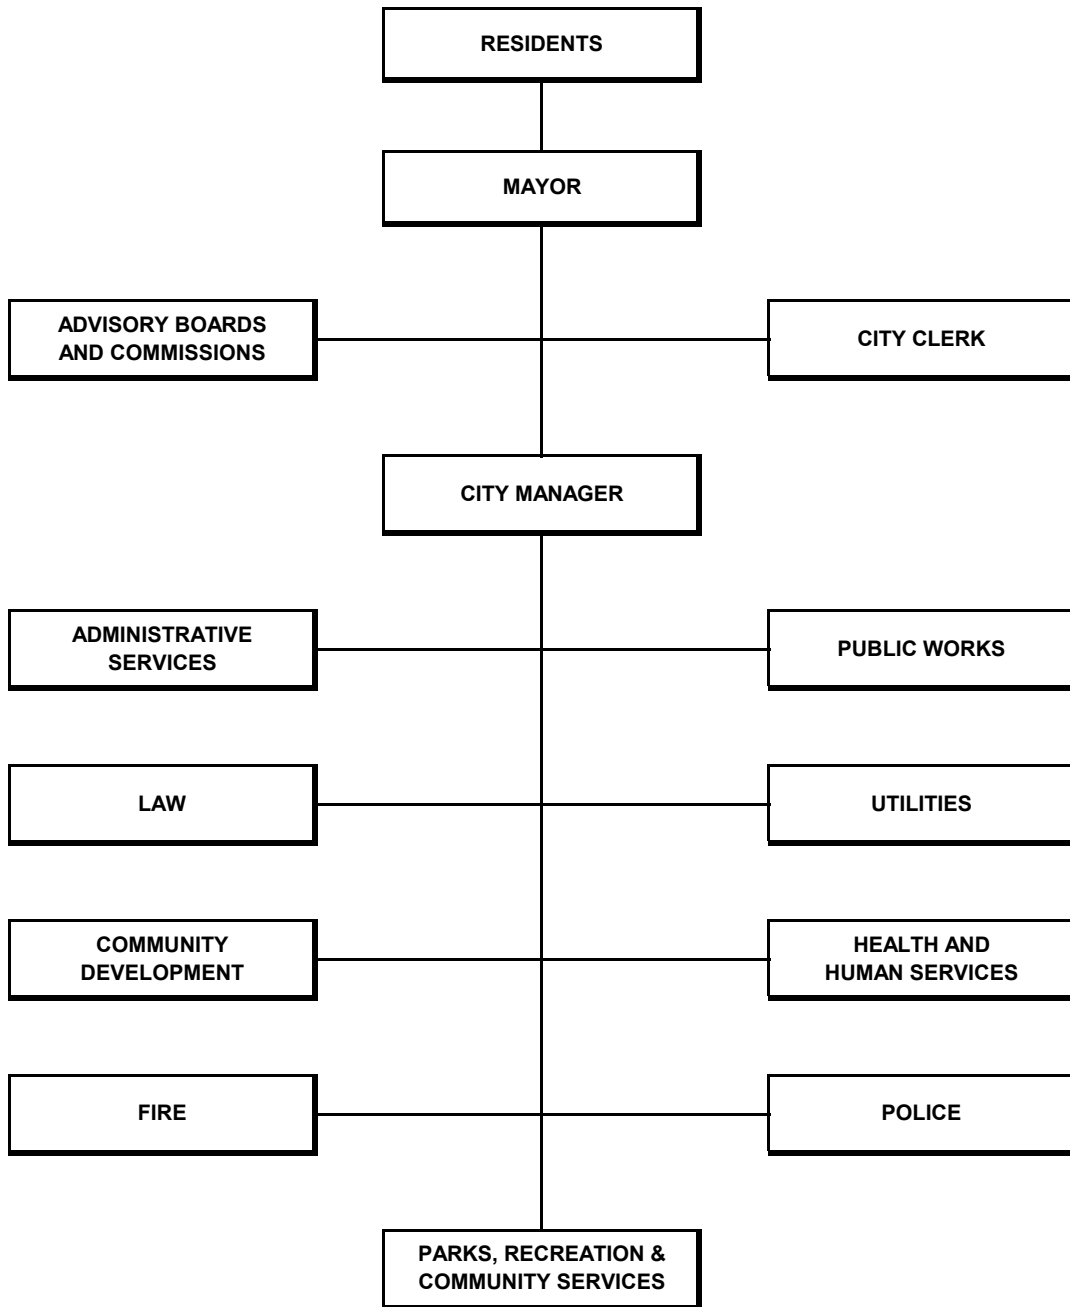 RESIDENTS
MAYOR
ADVISORY BOARDS
AND COMMISSIONS
CITY CLERK
CITY MANAGER
ADMINISTRATIVE
SERVICES
PUBLIC WORKS
LAW
UTILITIES
COMMUNITY
DEVELOPMENT
HEALTH AND
HUMAN SERVICES
FIRE
POLICE
PARKS, RECREATION &
COMMUNITY SERVICES